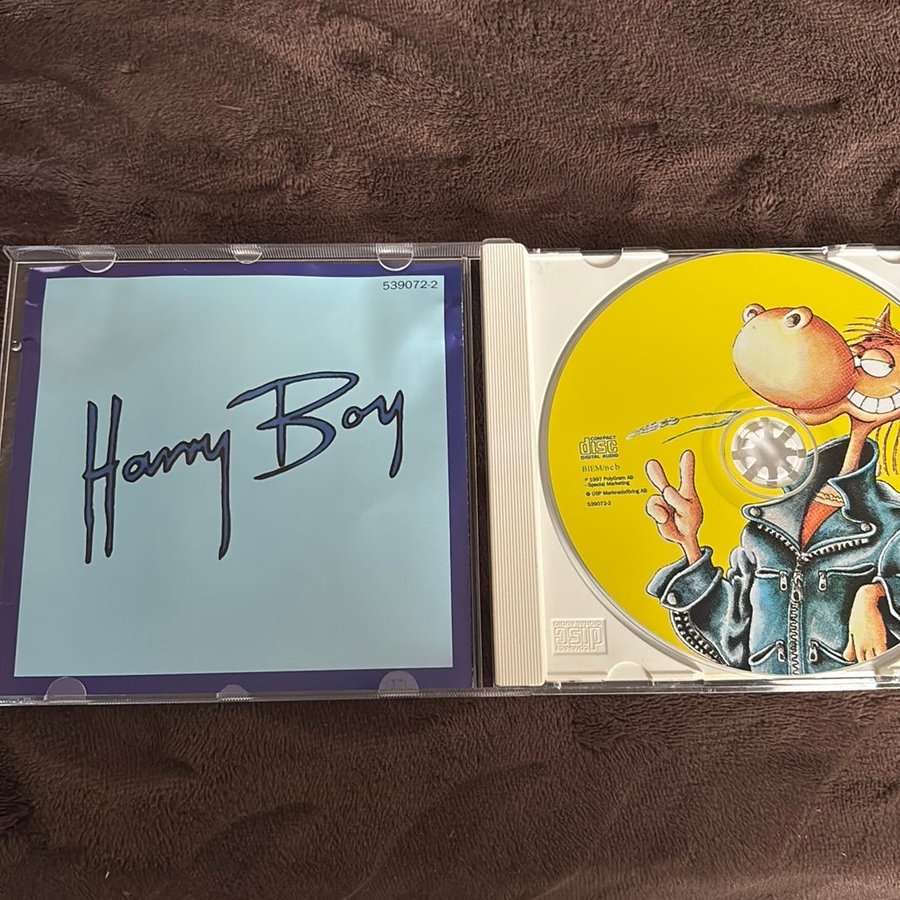 539072-2
Harry Boy
COMPACT
disc
DIGITAL AUDIO
BIEM/ncb
℗ 1997 PolyGram AB
- Special Marketing
© USP Marknadsföring AB
539072-2
COMPACT
disc
DIGITAL AUDIO